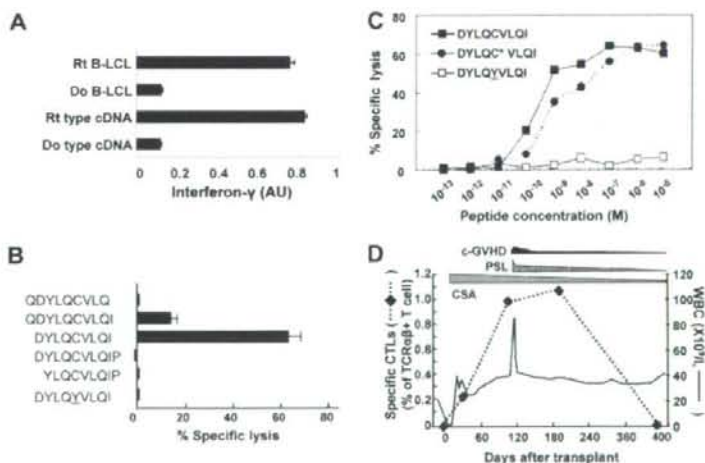 A
Rt B-LCL
Do B-LCL
Rt type cDNA
Do type cDNA
0 0.2 0.4 0.6 0.8 1
Interferon-γ (AU)
B
QDYLQCVLQ
QDYLQCVLQI
DYLQCVLQI
DYLQCVLQIP
YLQCVLQIP
DYLQYVLQI
0 20 40 60 80
% Specific lysis
C
% Specific lysis
80
60
40
20
0
DYLQCVLQI
DYLQC* VLQI
DYLQYVLQI
10-13 10-12 10-11 10-10 10-9 10-8 10-7
Peptide concentration (M)
D
c-GVHD
PSL
CSA
Specific CTLs
(% of TCRαβ+ T cell)
1.2
1.0
0.8
0.6
0.4
0.2
0
120
100
80
60
40
20
0
0 60 120 180 240 300 360 400
Days after transplant